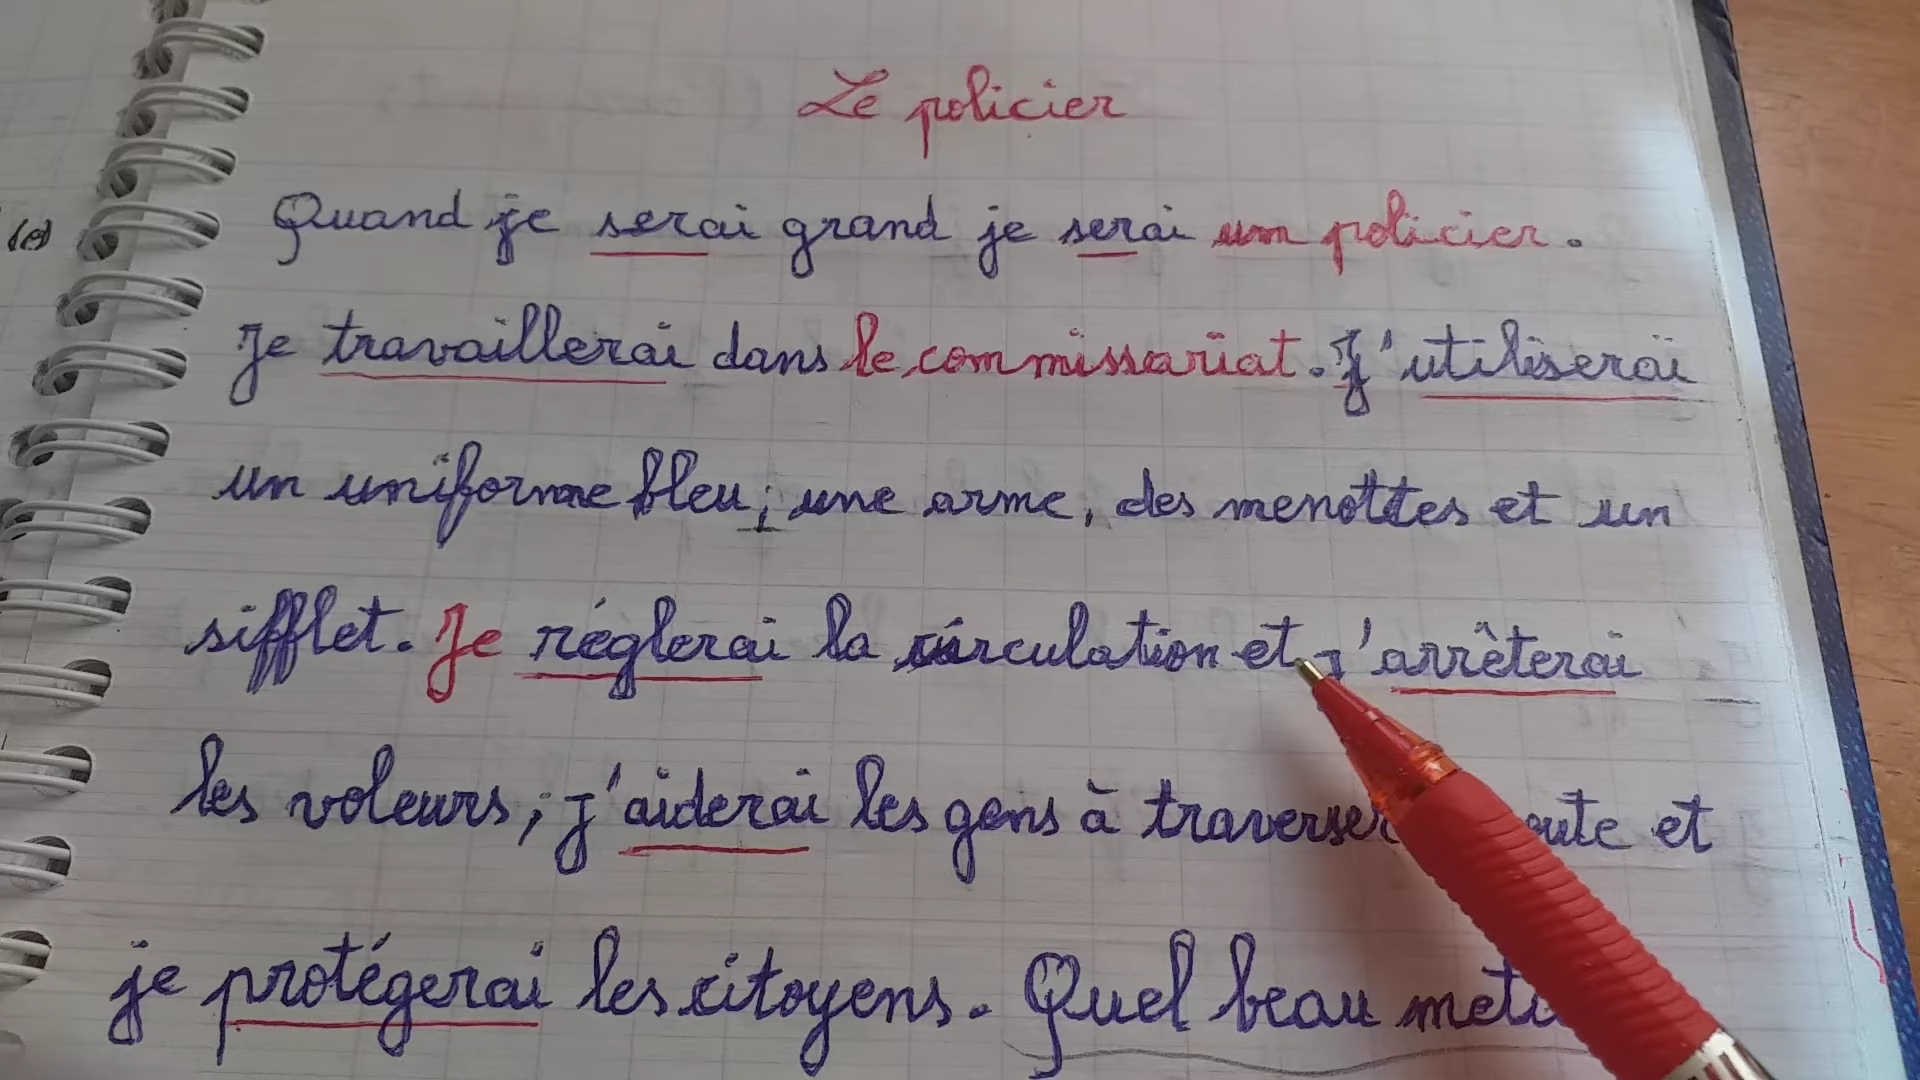 Le policier
Quand je serai grand je serai un policier.
Je travaillerai dans le commissariat. J'utiliserai
un uniforme bleu; une arme, des menottes et un
sifflet. Je réglerai la circulation et j'arrêterai
les voleurs; j'aiderai les gens à traverser et
je protégerai les citoyens. Quel beau